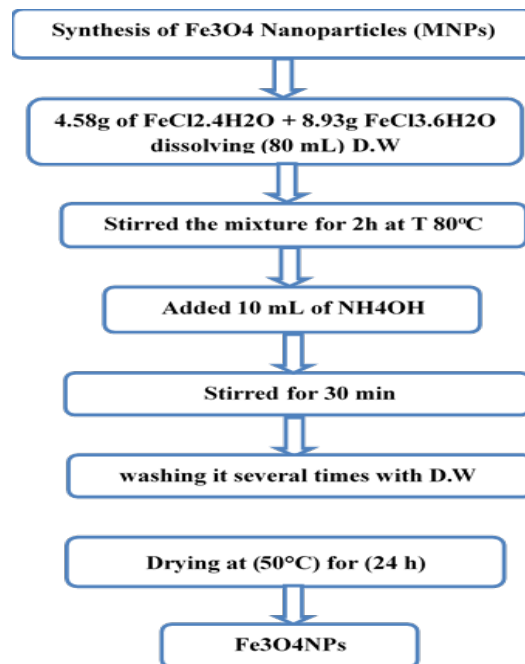 Synthesis of Fe3O4 Nanoparticles (MNPs)
4.58g of FeCl2.4H2O + 8.93g FeCl3.6H2O
dissolving (80 mL) D.W
Stirred the mixture for 2h at T 80°C
Added 10 mL of NH4OH
Stirred for 30 min
washing it several times with D.W
Drying at (50°C) for (24 h)
Fe3O4NPs